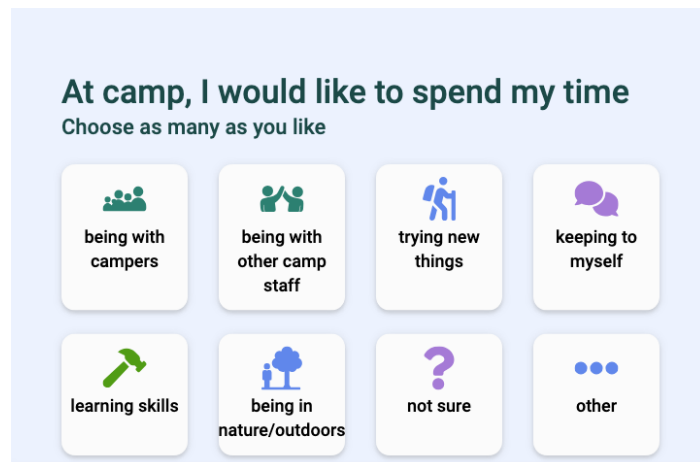 At camp, I would like to spend my time
Choose as many as you like
being with
campers
being with
other camp
staff
trying new
things
keeping to
myself
learning skills
being in
nature/outdoors
not sure
other